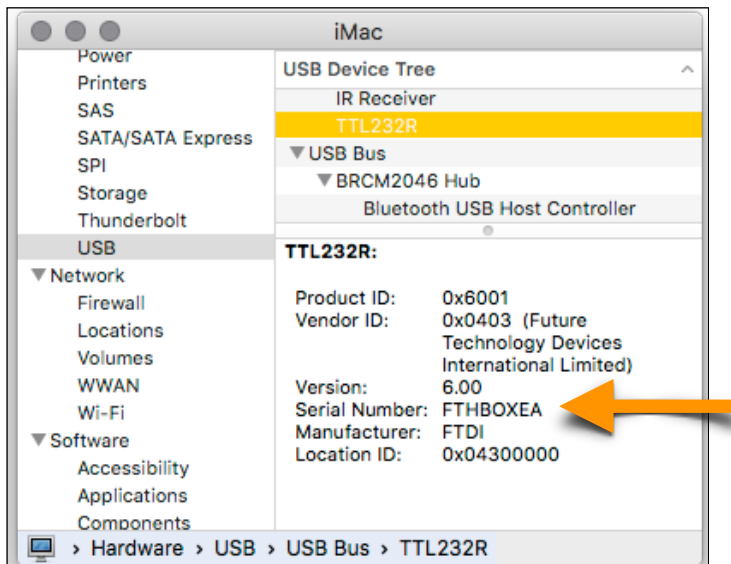 iMac
Power
Printers
SAS
SATA/SATA Express
SPI
Storage
Thunderbolt
USB
Network
Firewall
Locations
Volumes
WWAN
Wi-Fi
Software
Accessibility
Applications
Components
USB Device Tree
IR Receiver
TTL232R
USB Bus
BRCM2046 Hub
Bluetooth USB Host Controller
TTL232R:
Product ID: 0x6001
Vendor ID: 0x0403 (Future
Technology Devices
International Limited)
Version: 6.00
Serial Number: FTHBOXEA
Manufacturer: FTDI
Location ID: 0x04300000
› Hardware › USB › USB Bus › TTL232R